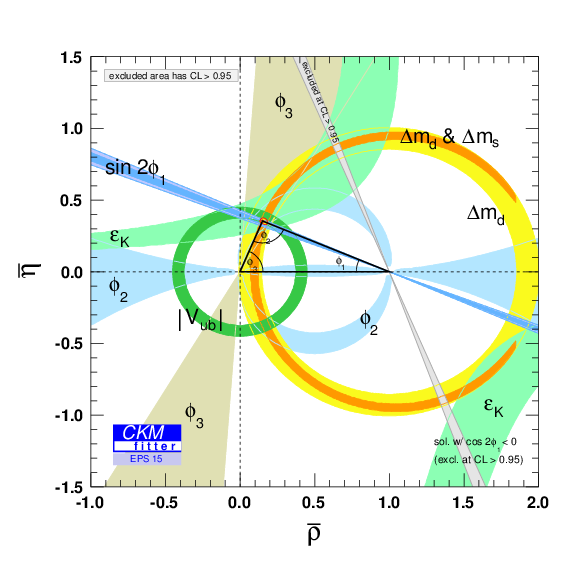 excluded area has CL > 0.95
excluded at CL > 0.95
ϕ3
Δmd & Δms
sin 2ϕ1
Δmd
εK
ϕ2
ϕ3
ϕ1
ϕ2
ϕ2
|Vub|
ϕ3
εK
CKM
fitter
EPS 15
sol. w/ cos 2ϕ1 < 0
(excl. at CL > 0.95)
1.5
1.0
0.5
0.0
-0.5
-1.0
-1.5
η̅
-1.0 -0.5 0.0 0.5 1.0 1.5 2.0
ρ̅